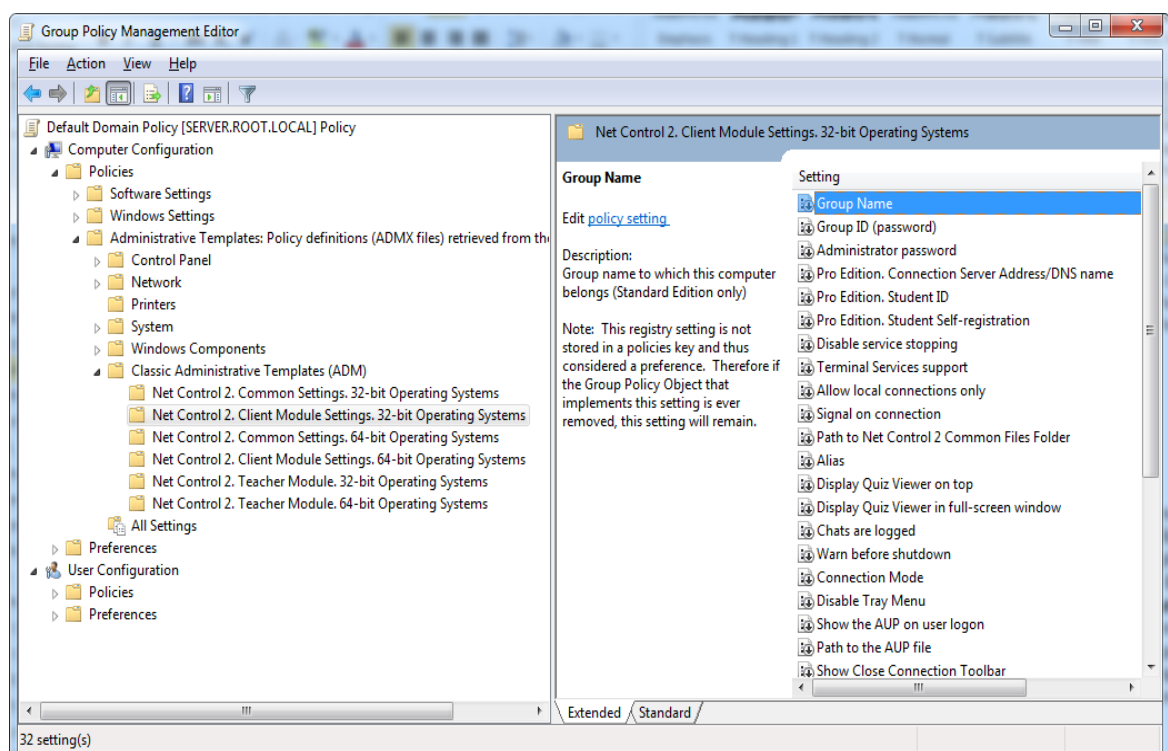 Group Policy Management Editor
File Action View Help
Default Domain Policy [SERVER.ROOT.LOCAL] Policy
Computer Configuration
Policies
Software Settings
Windows Settings
Administrative Templates: Policy definitions (ADMX files) retrieved from the
Control Panel
Network
Printers
System
Windows Components
Classic Administrative Templates (ADM)
Net Control 2. Common Settings. 32-bit Operating Systems
Net Control 2. Client Module Settings. 32-bit Operating Systems
Net Control 2. Common Settings. 64-bit Operating Systems
Net Control 2. Client Module Settings. 64-bit Operating Systems
Net Control 2. Teacher Module. 32-bit Operating Systems
Net Control 2. Teacher Module. 64-bit Operating Systems
All Settings
Preferences
User Configuration
Policies
Preferences
Net Control 2. Client Module Settings. 32-bit Operating Systems
Group Name
Edit policy setting
Description:
Group name to which this computer
belongs (Standard Edition only)
Note: This registry setting is not
stored in a policies key and thus
considered a preference. Therefore if
the Group Policy Object that
implements this setting is ever
removed, this setting will remain.
Setting
Group Name
Group ID (password)
Administrator password
Pro Edition. Connection Server Address/DNS name
Pro Edition. Student ID
Pro Edition. Student Self-registration
Disable service stopping
Terminal Services support
Allow local connections only
Signal on connection
Path to Net Control 2 Common Files Folder
Alias
Display Quiz Viewer on top
Display Quiz Viewer in full-screen window
Chats are logged
Warn before shutdown
Connection Mode
Disable Tray Menu
Show the AUP on user logon
Path to the AUP file
Show Close Connection Toolbar
Extended Standard
32 setting(s)